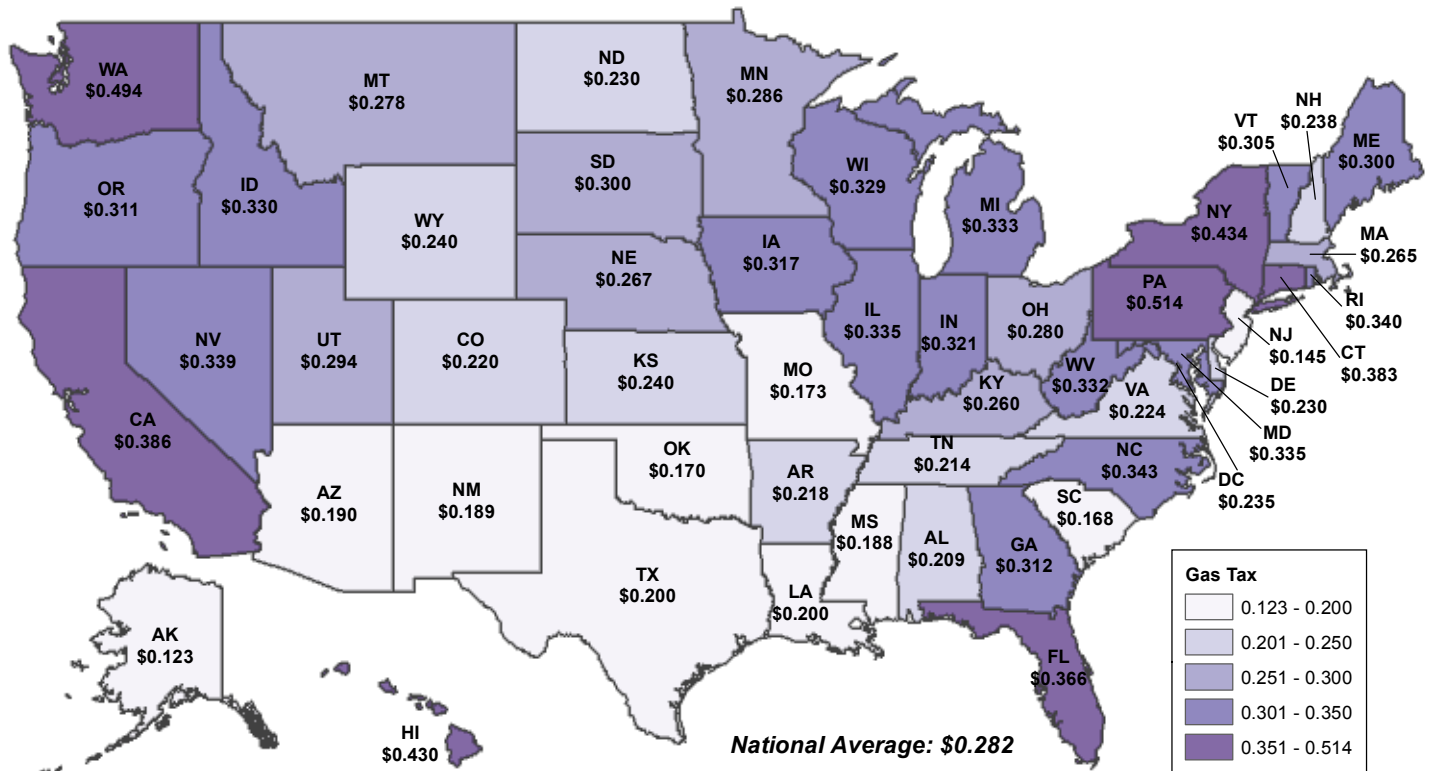 WA
$0.494
MT
$0.278
ND
$0.230
MN
$0.286
NH
$0.238
VT
$0.305
ME
$0.300
OR
$0.311
ID
$0.330
SD
$0.300
WI
$0.329
MI
$0.333
NY
$0.434
MA
$0.265
WY
$0.240
IA
$0.317
NE
$0.267
PA
$0.514
RI
$0.340
NV
$0.339
UT
$0.294
CO
$0.220
IL
$0.335
IN
$0.321
OH
$0.280
NJ
$0.145
CT
$0.383
KS
$0.240
MO
$0.173
WV
$0.332
KY
$0.260
VA
$0.224
DE
$0.230
MD
$0.335
DC
$0.235
CA
$0.386
AZ
$0.190
NM
$0.189
OK
$0.170
AR
$0.218
TN
$0.214
NC
$0.343
SC
$0.168
MS
$0.188
AL
$0.209
GA
$0.312
TX
$0.200
LA
$0.200
FL
$0.366
AK
$0.123
HI
$0.430
National Average: $0.282
Gas Tax
0.123 - 0.200
0.201 - 0.250
0.251 - 0.300
0.301 - 0.350
0.351 - 0.514